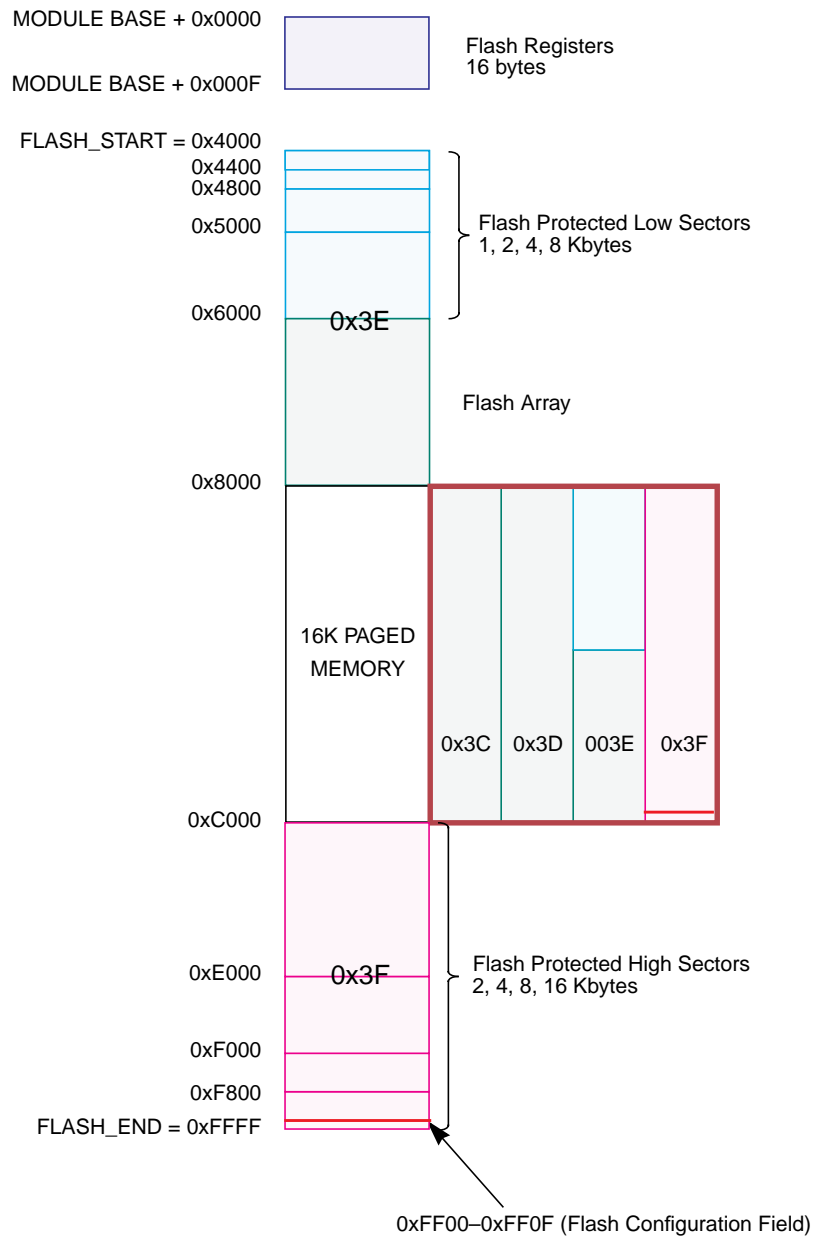 MODULE BASE + 0x0000
Flash Registers
16 bytes
MODULE BASE + 0x000F
FLASH_START = 0x4000
0x4400
0x4800
0x5000
Flash Protected Low Sectors
1, 2, 4, 8 Kbytes
0x6000
0x3E
Flash Array
0x8000
16K PAGED
MEMORY
0x3C
0x3D
003E
0x3F
0xC000
0xE000
0x3F
Flash Protected High Sectors
2, 4, 8, 16 Kbytes
0xF000
0xF800
FLASH_END = 0xFFFF
0xFF00–0xFF0F (Flash Configuration Field)